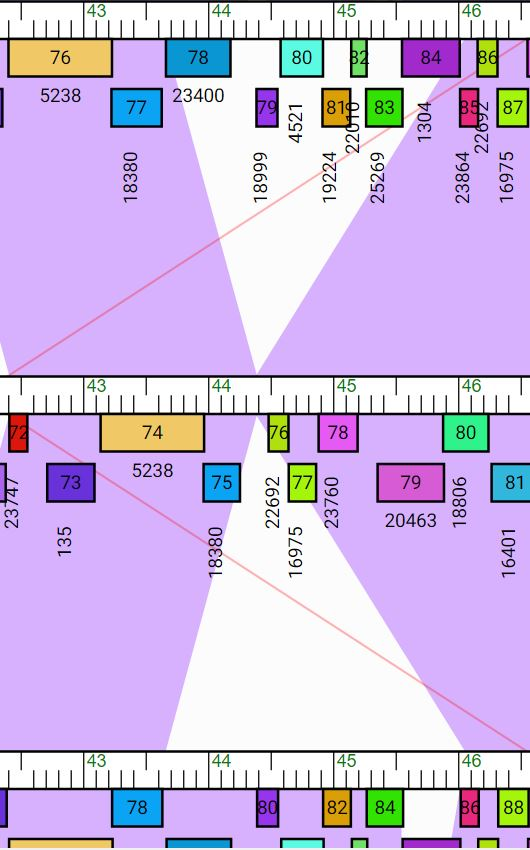 43 44 45 46
76 78 80 82 84 86
77 79 81 83 85 87
5238 23400
4521 22010 1304 22692
18380 18999 19224 25269 23864 16975
43 44 45 46
72 74 76 78 80
73 75 77 79 81
5238
23747 22692 23760 18806
20463
135 18380 16975 16401
43 44 45 46
78 80 82 84 86 88